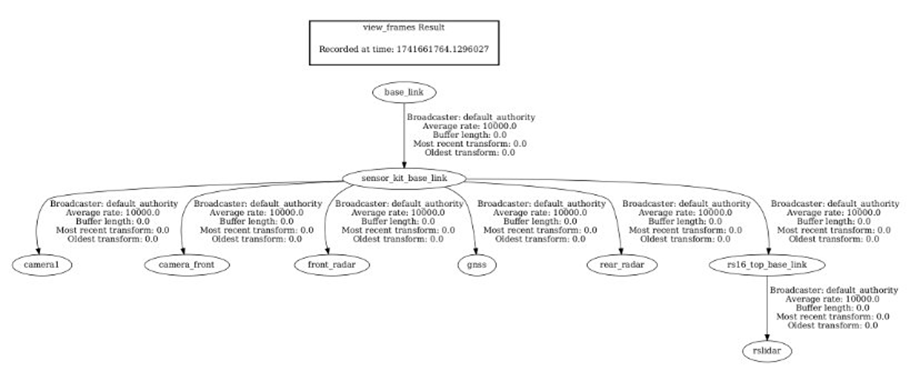 view_frames Result
Recorded at time: 1741661764.1296027
base_link
Broadcaster: default_authority
Average rate: 10000.0
Buffer length: 0.0
Most recent transform: 0.0
Oldest transform: 0.0
sensor_kit_base_link
Broadcaster: default_authority
Average rate: 10000.0
Buffer length: 0.0
Most recent transform: 0.0
Oldest transform: 0.0
Broadcaster: default_authority
Average rate: 10000.0
Buffer length: 0.0
Most recent transform: 0.0
Oldest transform: 0.0
Broadcaster: default_authority
Average rate: 10000.0
Buffer length: 0.0
Most recent transform: 0.0
Oldest transform: 0.0
Broadcaster: default_authority
Average rate: 10000.0
Buffer length: 0.0
Most recent transform: 0.0
Oldest transform: 0.0
Broadcaster: default_authority
Average rate: 10000.0
Buffer length: 0.0
Most recent transform: 0.0
Oldest transform: 0.0
Broadcaster: default_authority
Average rate: 10000.0
Buffer length: 0.0
Most recent transform: 0.0
Oldest transform: 0.0
camera1
camera_front
front_radar
gnss
rear_radar
rs16_top_base_link
Broadcaster: default_authority
Average rate: 10000.0
Buffer length: 0.0
Most recent transform: 0.0
Oldest transform: 0.0
rslidar